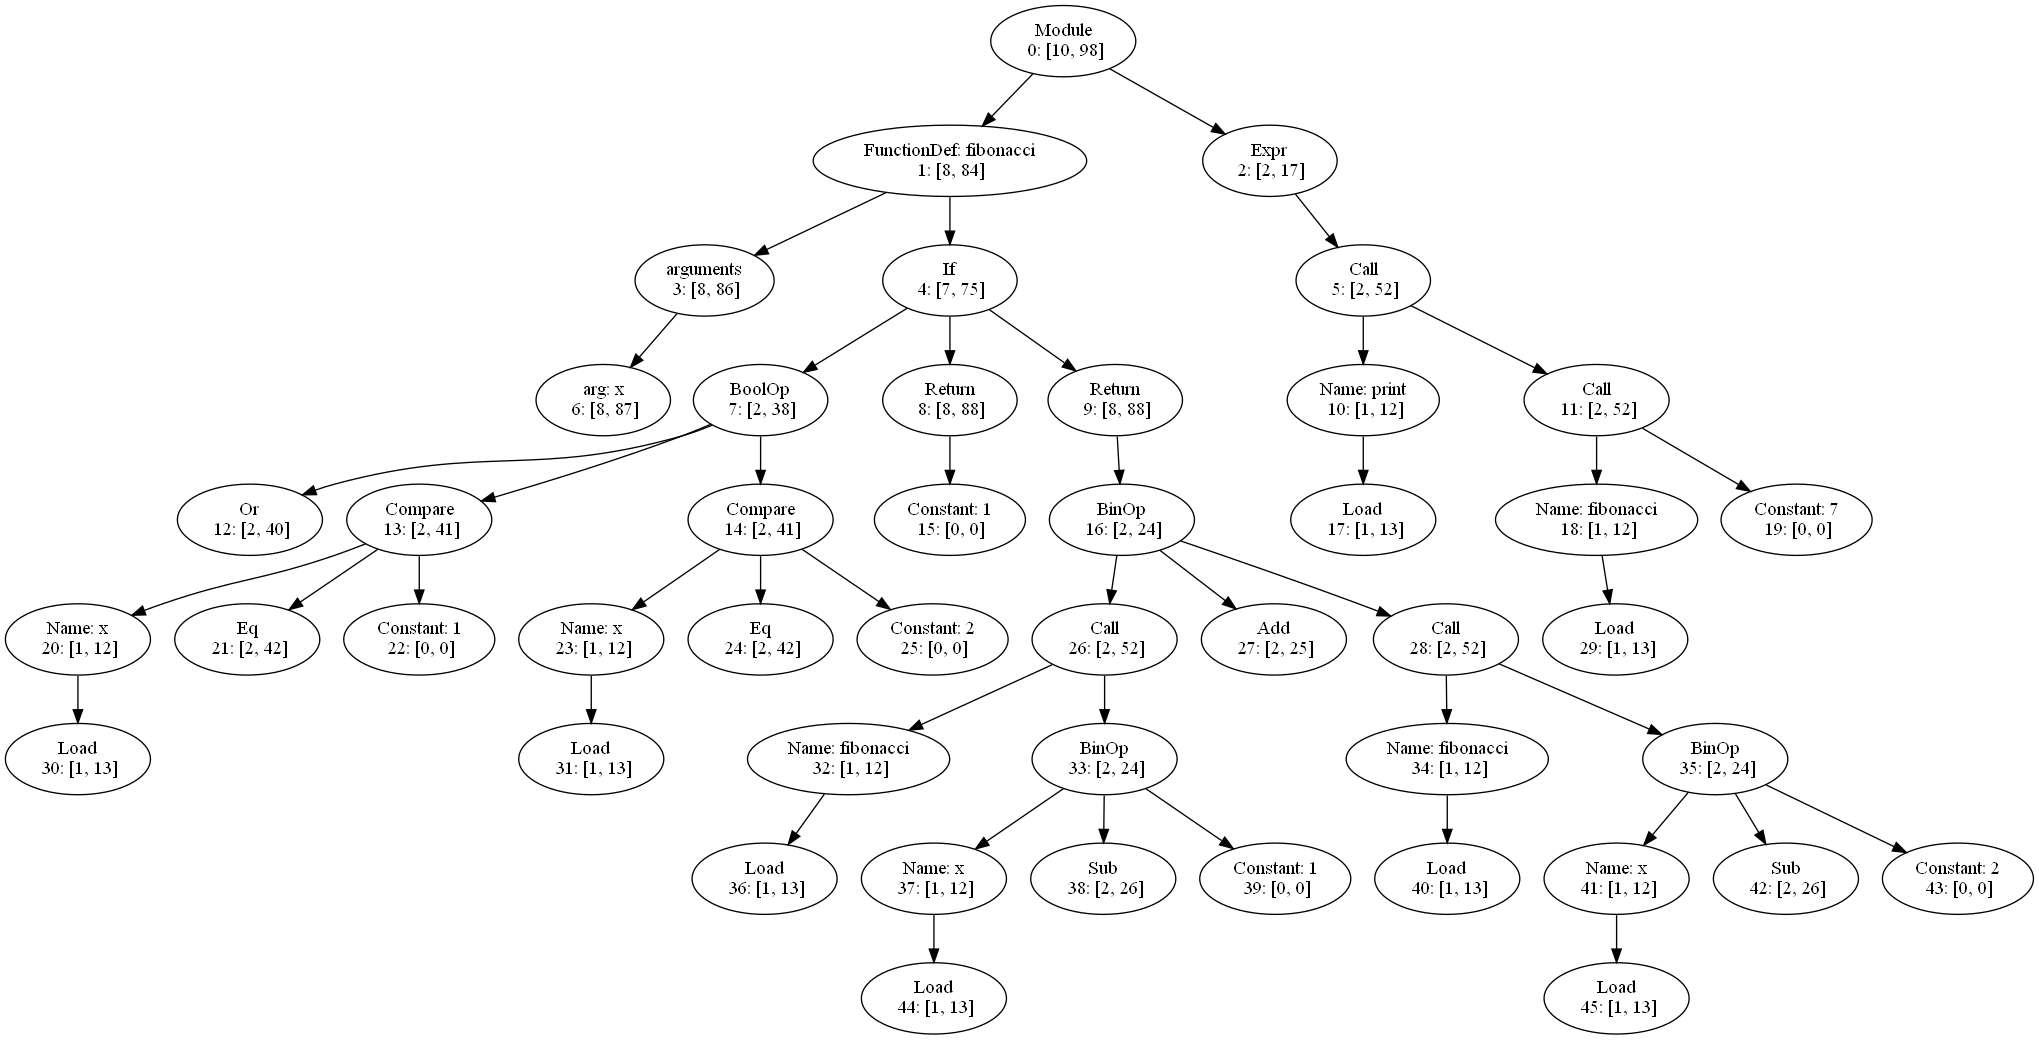 Module
0: [10, 98]
FunctionDef: fibonacci
1: [8, 84]
Expr
2: [2, 17]
arguments
3: [8, 86]
If
4: [7, 75]
Call
5: [2, 52]
arg: x
6: [8, 87]
BoolOp
7: [2, 38]
Return
8: [8, 88]
Return
9: [8, 88]
Name: print
10: [1, 12]
Call
11: [2, 52]
Or
12: [2, 40]
Compare
13: [2, 41]
Compare
14: [2, 41]
Constant: 1
15: [0, 0]
BinOp
16: [2, 24]
Load
17: [1, 13]
Name: fibonacci
18: [1, 12]
Constant: 7
19: [0, 0]
Name: x
20: [1, 12]
Eq
21: [2, 42]
Constant: 1
22: [0, 0]
Name: x
23: [1, 12]
Eq
24: [2, 42]
Constant: 2
25: [0, 0]
Call
26: [2, 52]
Add
27: [2, 25]
Call
28: [2, 52]
Load
29: [1, 13]
Load
30: [1, 13]
Load
31: [1, 13]
Name: fibonacci
32: [1, 12]
BinOp
33: [2, 24]
Name: fibonacci
34: [1, 12]
BinOp
35: [2, 24]
Load
36: [1, 13]
Name: x
37: [1, 12]
Sub
38: [2, 26]
Constant: 1
39: [0, 0]
Load
40: [1, 13]
Name: x
41: [1, 12]
Sub
42: [2, 26]
Constant: 2
43: [0, 0]
Load
44: [1, 13]
Load
45: [1, 13]